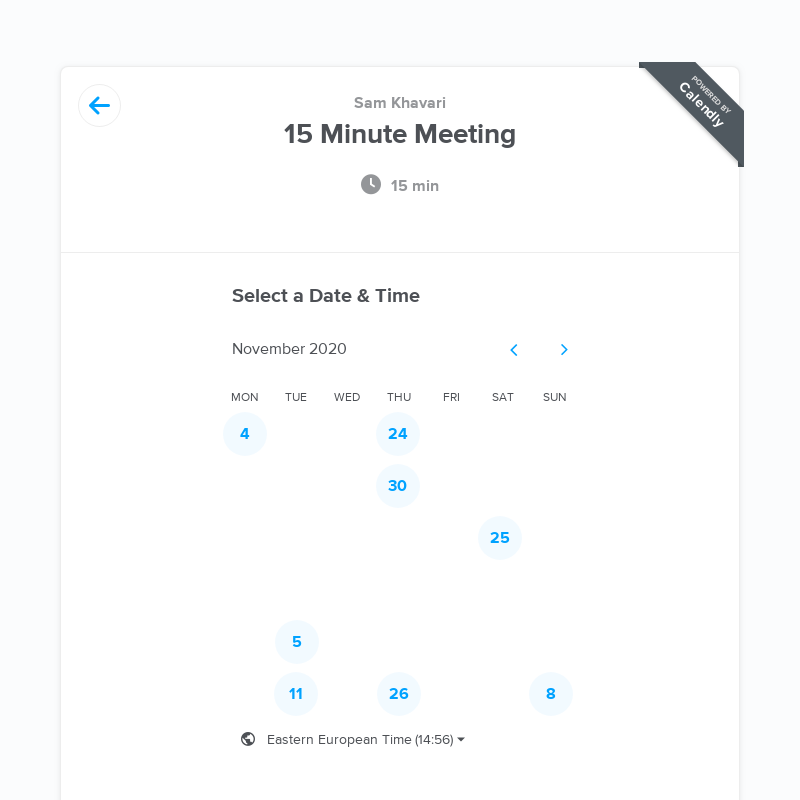 POWERED BY
Calendly
Sam Khavari
15 Minute Meeting
15 min
Select a Date & Time
November 2020
MON TUE WED THU FRI SAT SUN
4 24
30
25
5
11 26 8
Eastern European Time (14:56)